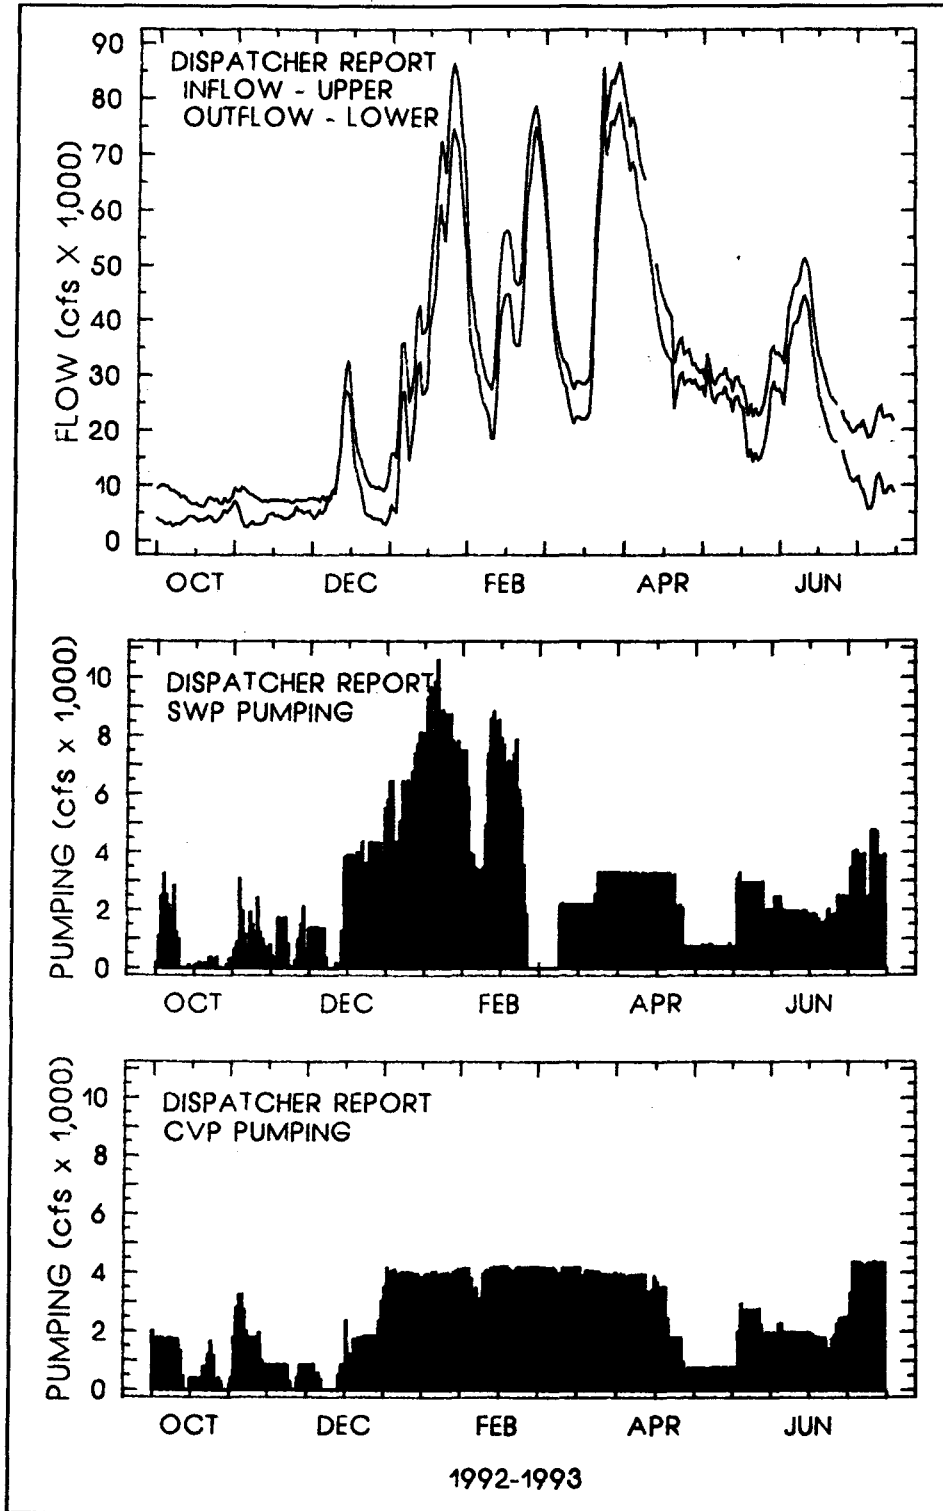 DISPATCHER REPORT
INFLOW - UPPER
OUTFLOW - LOWER
FLOW (cfs X 1,000)
90
80
70
60
50
40
30
20
10
0
OCT DEC FEB APR JUN
DISPATCHER REPORT
SWP PUMPING
PUMPING (cfs x 1,000)
10
8
6
4
2
0
OCT DEC FEB APR JUN
DISPATCHER REPORT
CVP PUMPING
PUMPING (cfs x 1,000)
10
8
6
4
2
0
OCT DEC FEB APR JUN
1992-1993